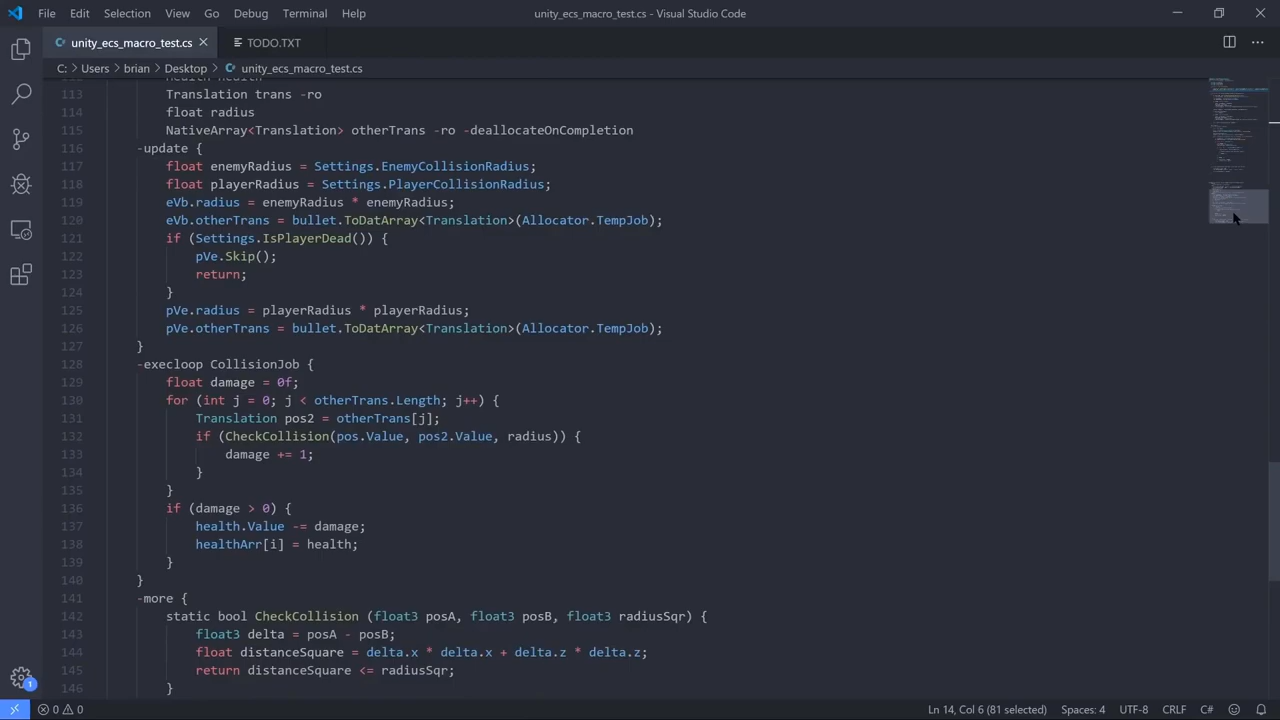 File Edit Selection View Go Debug Terminal Help
unity_ecs_macro_test.cs - Visual Studio Code
unity_ecs_macro_test.cs
TODO.TXT
C: > Users > brian > Desktop > unity_ecs_macro_test.cs
113 Translation trans -ro
114 float radius
115 NativeArray<Translation> otherTrans -ro -deallicateOnCompletion
116 -update {
117 float enemyRadius = Settings.EnemyCollisionRadius;
118 float playerRadius = Settings.PlayerCollisionRadius;
119 eVb.radius = enemyRadius * enemyRadius;
120 eVb.otherTrans = bullet.ToDatArray<Translation>(Allocator.TempJob);
121 if (Settings.IsPlayerDead()) {
122 pVe.Skip();
123 return;
124 }
125 pVe.radius = playerRadius * playerRadius;
126 pVe.otherTrans = bullet.ToDatArray<Translation>(Allocator.TempJob);
127 }
128 -execloop CollisionJob {
129 float damage = 0f;
130 for (int j = 0; j < otherTrans.Length; j++) {
131 Translation pos2 = otherTrans[j];
132 if (CheckCollision(pos.Value, pos2.Value, radius)) {
133 damage += 1;
134 }
135 }
136 if (damage > 0) {
137 health.Value -= damage;
138 healthArr[i] = health;
139 }
140 }
141 -more {
142 static bool CheckCollision (float3 posA, float3 posB, float3 radiusSqr) {
143 float3 delta = posA - posB;
144 float distanceSquare = delta.x * delta.x + delta.z * delta.z;
145 return distanceSquare <= radiusSqr;
146 }
1
0 0 Ln 14, Col 6 (81 selected) Spaces: 4 UTF-8 CRLF C#